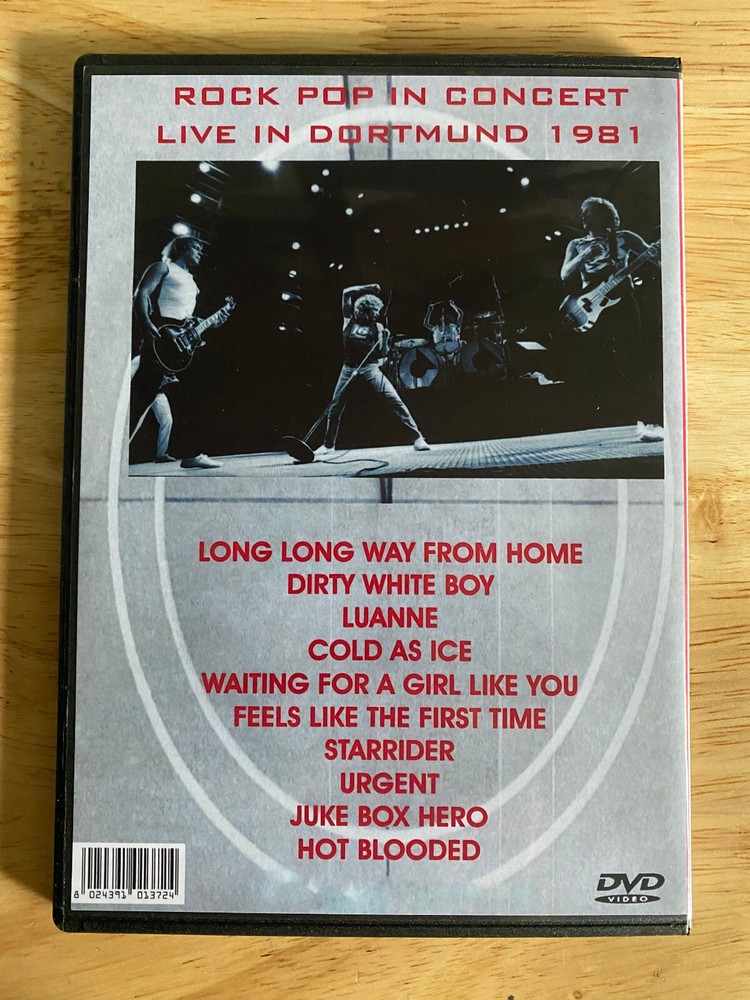 ROCK POP IN CONCERT
LIVE IN DORTMUND 1981
LONG LONG WAY FROM HOME
DIRTY WHITE BOY
LUANNE
COLD AS ICE
WAITING FOR A GIRL LIKE YOU
FEELS LIKE THE FIRST TIME
STARRIDER
URGENT
JUKE BOX HERO
HOT BLOODED
8 024391 013724
DVD
VIDEO